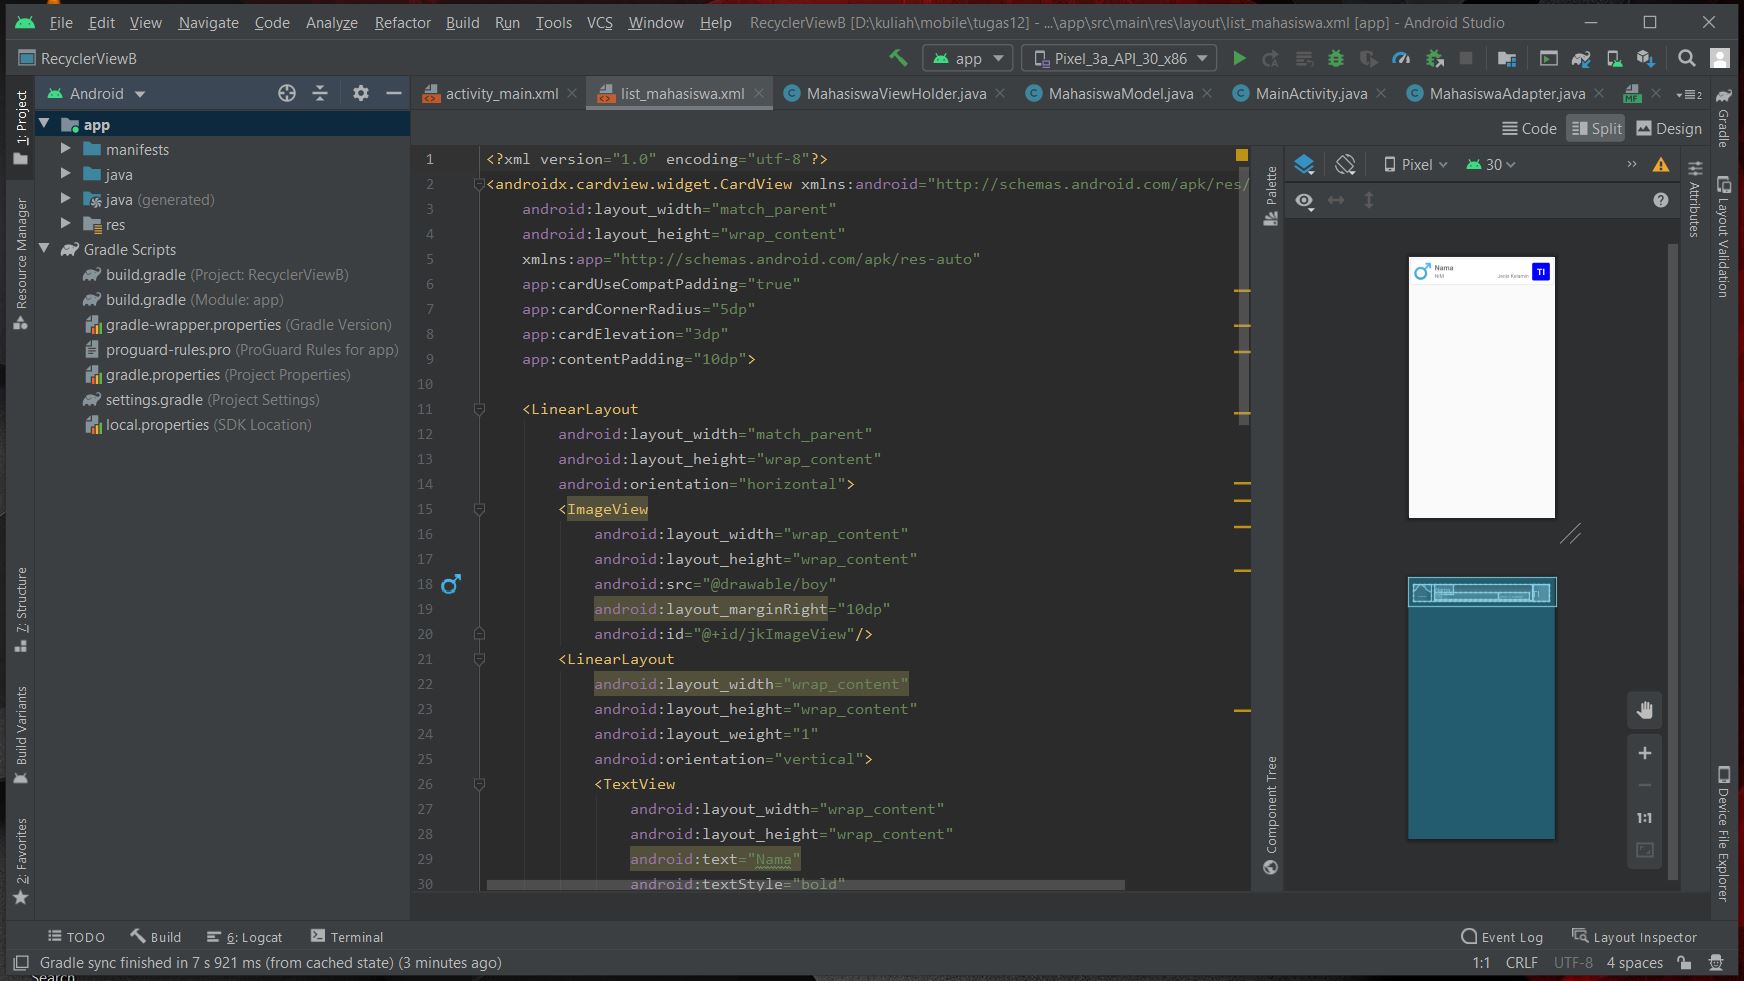 File Edit View Navigate Code Analyze Refactor Build Run Tools VCS Window Help RecyclerViewB [D:\kuliah\mobile\tugas12] - ...\app\src\main\res\layout\list_mahasiswa.xml [app] - Android Studio
RecyclerViewB app Pixel_3a_API_30_x86
Android activity_main.xml list_mahasiswa.xml MahasiswaViewHolder.java MahasiswaModel.java MainActivity.java MahasiswaAdapter.java MF 2
Code Split Design
Pixel 30
1: Project
Resource Manager
7: Structure
Build Variants
2: Favorites
app
manifests
java
java (generated)
res
Gradle Scripts
build.gradle (Project: RecyclerViewB)
build.gradle (Module: app)
gradle-wrapper.properties (Gradle Version)
proguard-rules.pro (ProGuard Rules for app)
gradle.properties (Project Properties)
settings.gradle (Project Settings)
local.properties (SDK Location)
1 <?xml version="1.0" encoding="utf-8"?>
2 <androidx.cardview.widget.CardView xmlns:android="http://schemas.android.com/apk/res/
3 android:layout_width="match_parent"
4 android:layout_height="wrap_content"
5 xmlns:app="http://schemas.android.com/apk/res-auto"
6 app:cardUseCompatPadding="true"
7 app:cardCornerRadius="5dp"
8 app:cardElevation="3dp"
9 app:contentPadding="10dp">
10
11 <LinearLayout
12 android:layout_width="match_parent"
13 android:layout_height="wrap_content"
14 android:orientation="horizontal">
15 <ImageView
16 android:layout_width="wrap_content"
17 android:layout_height="wrap_content"
18 android:src="@drawable/boy"
19 android:layout_marginRight="10dp"
20 android:id="@+id/jkImageView"/>
21 <LinearLayout
22 android:layout_width="wrap_content"
23 android:layout_height="wrap_content"
24 android:layout_weight="1"
25 android:orientation="vertical">
26 <TextView
27 android:layout_width="wrap_content"
28 android:layout_height="wrap_content"
29 android:text="Nama"
30 android:textStyle="bold"
Palette
Component Tree
Nama
NIM Jenis Kelamin TI
1:1
Attributes
Gradle
Layout Validation
Device File Explorer
TODO Build 6: Logcat Terminal Event Log Layout Inspector
Gradle sync finished in 7 s 921 ms (from cached state) (3 minutes ago) 1:1 CRLF UTF-8 4 spaces
Search